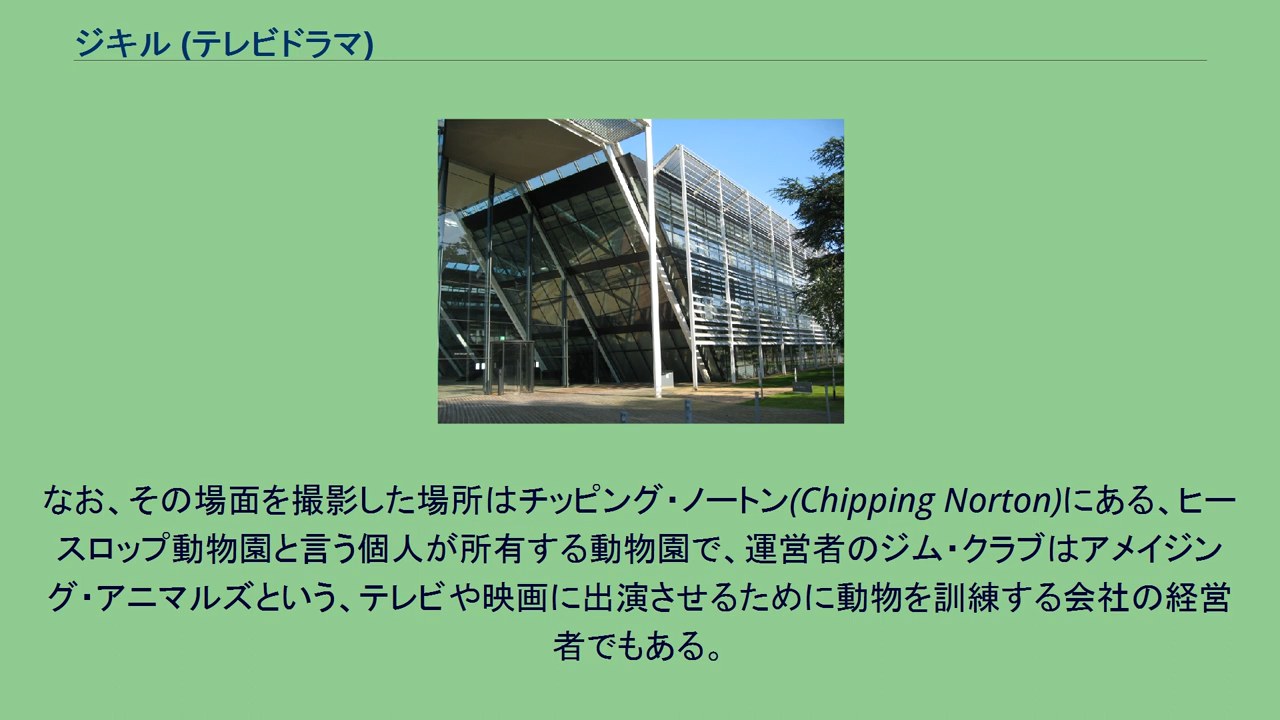 ジキル (テレビドラマ)
なお、その場面を撮影した場所はチッピング・ノートン(Chipping Norton)にある、ヒー
スロップ動物園と言う個人が所有する動物園で、運営者のジム・クラブはアメイジン
グ・アニマルズという、テレビや映画に出演させるために動物を訓練する会社の経営
者でもある。